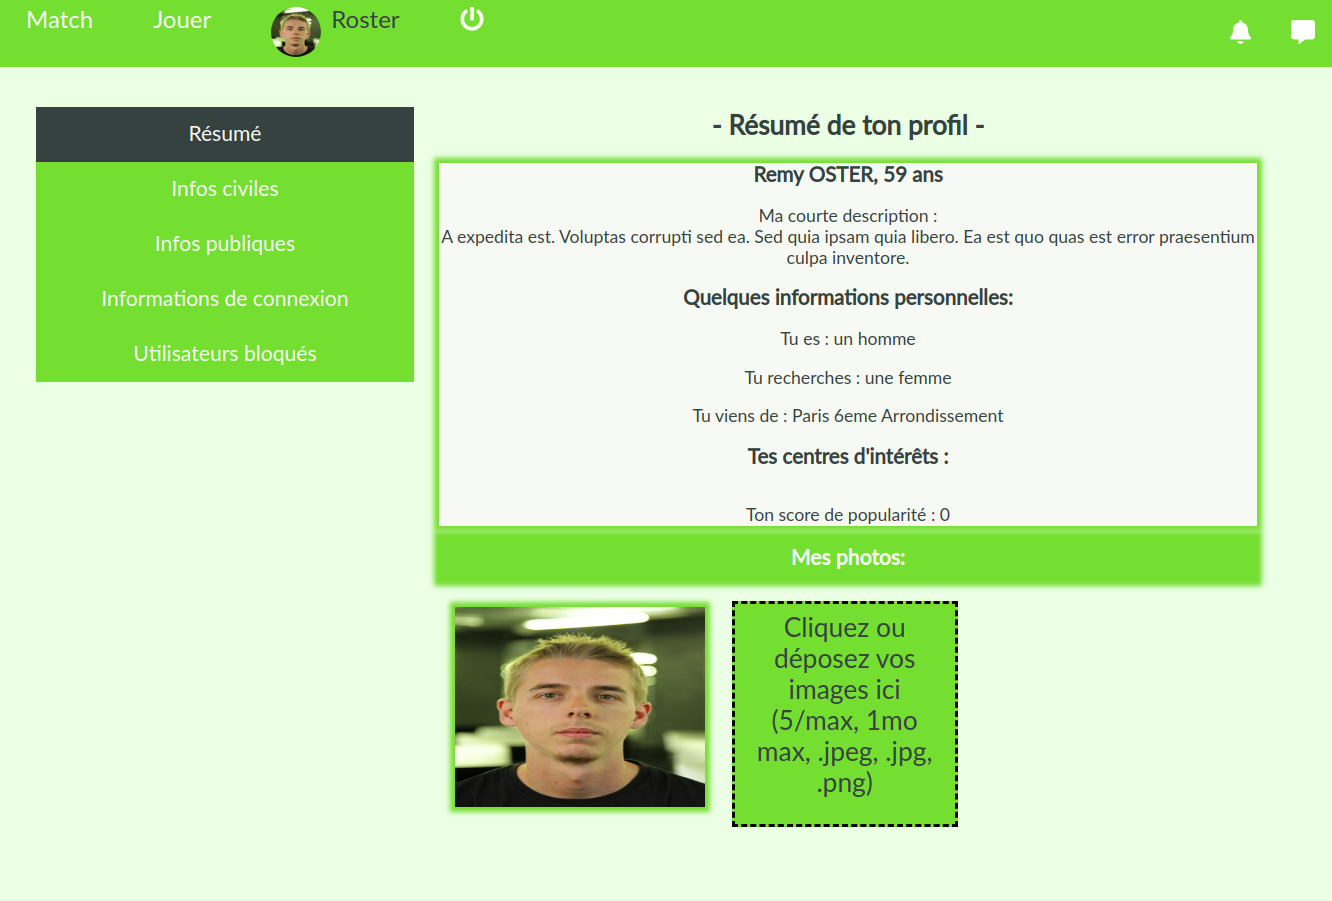 Match
Jouer
Roster
Résumé
Infos civiles
Infos publiques
Informations de connexion
Utilisateurs bloqués
- Résumé de ton profil -
Remy OSTER, 59 ans
Ma courte description :
A expedita est. Voluptas corrupti sed ea. Sed quia ipsam quia libero. Ea est quo quas est error praesentium
culpa inventore.
Quelques informations personnelles:
Tu es : un homme
Tu recherches : une femme
Tu viens de : Paris 6eme Arrondissement
Tes centres d'intérêts :
Ton score de popularité : 0
Mes photos:
Cliquez ou
déposez vos
images ici
(5/max, 1mo
max, .jpeg, .jpg,
.png)